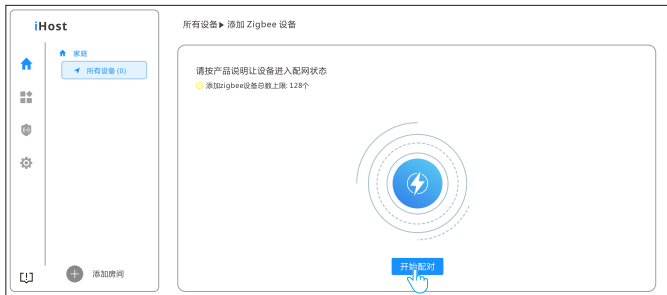 iHost
所有设备▶ 添加 Zigbee 设备
家庭
所有设备 (0)
请按产品说明让设备进入配网状态
添加zigbee设备总数上限: 128个
开始配对
添加房间